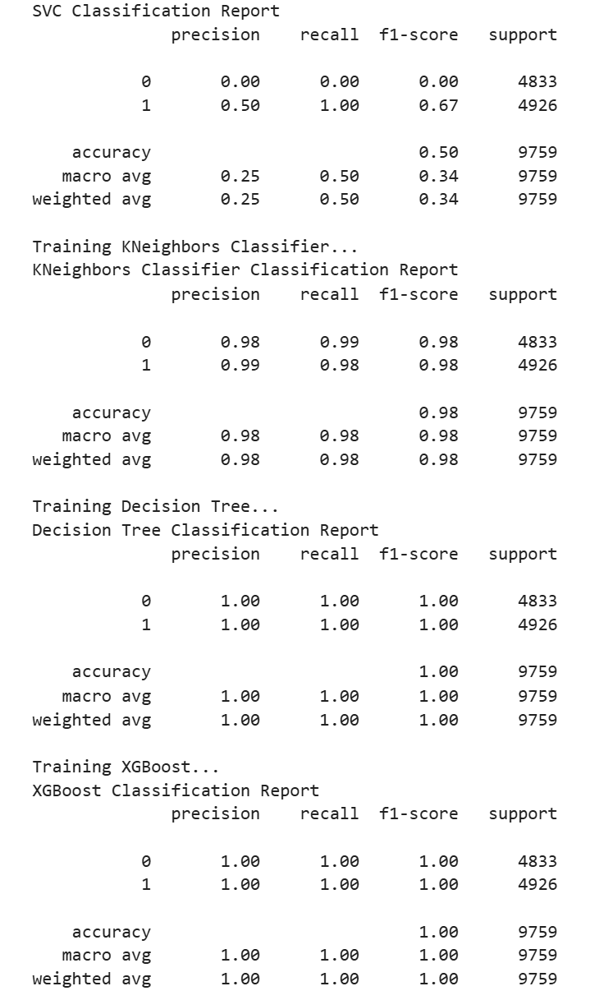 SVC Classification Report
precision recall f1-score support
0 0.00 0.00 0.00 4833
1 0.50 1.00 0.67 4926
accuracy 0.50 9759
macro avg 0.25 0.50 0.34 9759
weighted avg 0.25 0.50 0.34 9759
Training KNeighbors Classifier...
KNeighbors Classifier Classification Report
precision recall f1-score support
0 0.98 0.99 0.98 4833
1 0.99 0.98 0.98 4926
accuracy 0.98 9759
macro avg 0.98 0.98 0.98 9759
weighted avg 0.98 0.98 0.98 9759
Training Decision Tree...
Decision Tree Classification Report
precision recall f1-score support
0 1.00 1.00 1.00 4833
1 1.00 1.00 1.00 4926
accuracy 1.00 9759
macro avg 1.00 1.00 1.00 9759
weighted avg 1.00 1.00 1.00 9759
Training XGBoost...
XGBoost Classification Report
precision recall f1-score support
0 1.00 1.00 1.00 4833
1 1.00 1.00 1.00 4926
accuracy 1.00 9759
macro avg 1.00 1.00 1.00 9759
weighted avg 1.00 1.00 1.00 9759